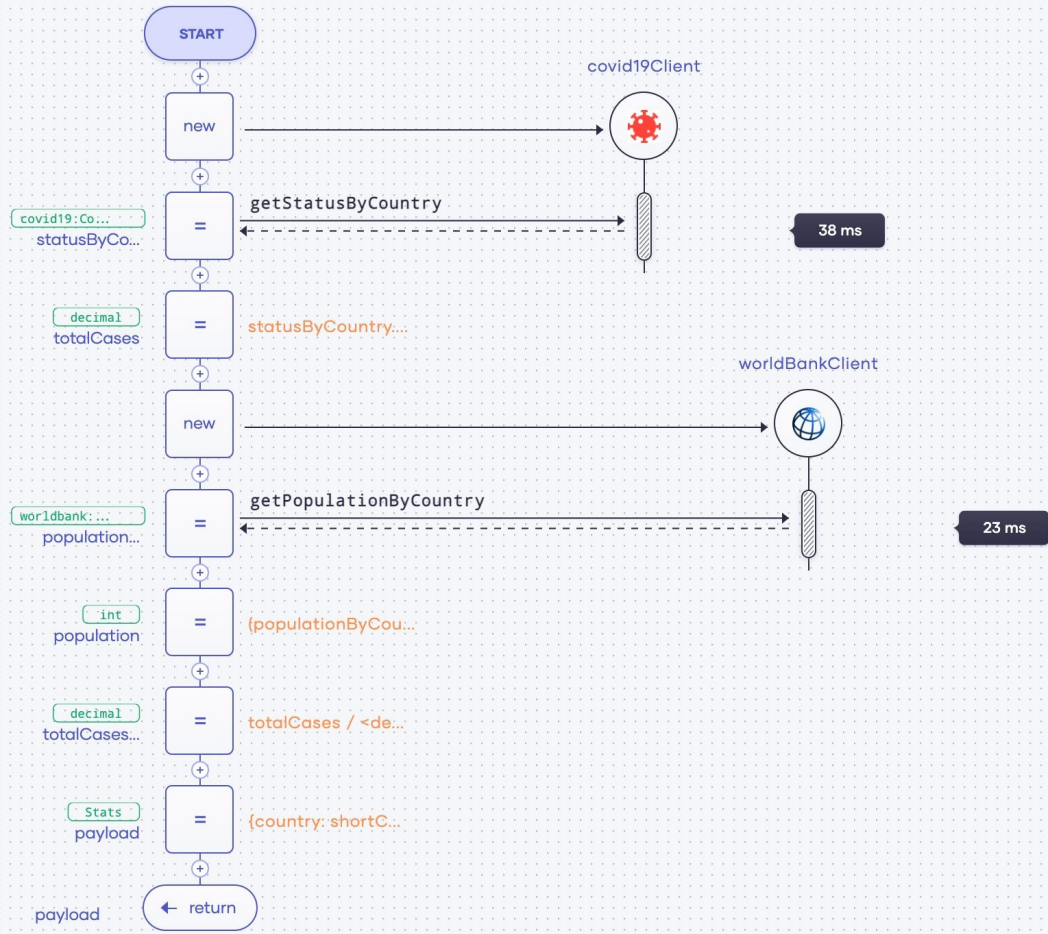 START
covid19Client
new
covid19:Co...
statusByCo...
=
getStatusByCountry
38 ms
decimal
totalCases
=
statusByCountry....
worldBankClient
new
worldbank:...
population...
=
getPopulationByCountry
23 ms
int
population
=
(populationByCou...
decimal
totalCases...
=
totalCases / <de...
Stats
payload
=
{country: shortC...
payload
return